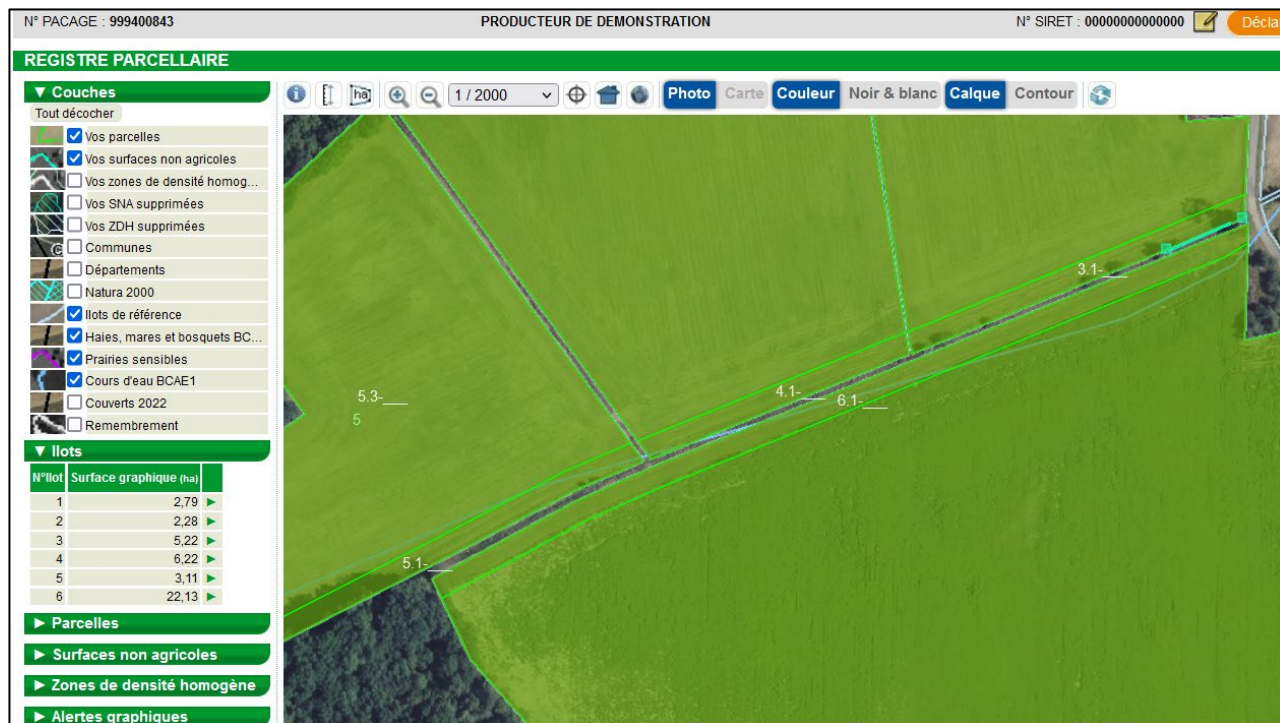 N° PACAGE : 999400843 PRODUCTEUR DE DEMONSTRATION N° SIRET : 00000000000000 Décla
REGISTRE PARCELLAIRE
▼ Couches
Tout décocher
Vos parcelles
Vos surfaces non agricoles
Vos zones de densité homog...
Vos SNA supprimées
Vos ZDH supprimées
Communes
Départements
Natura 2000
Ilots de référence
Haies, mares et bosquets BC...
Prairies sensibles
Cours d'eau BCAE1
Couverts 2022
Remembrement
▼ Ilots
N°Ilot Surface graphique (ha)
1 2,79
2 2,28
3 5,22
4 6,22
5 3,11
6 22,13
► Parcelles
► Surfaces non agricoles
► Zones de densité homogène
► Alertes graphiques
ha 1 / 2000 Photo Carte Couleur Noir & blanc Calque Contour
3.1-__
5.3-__
5
4.1-__
6.1-__
5.1-__